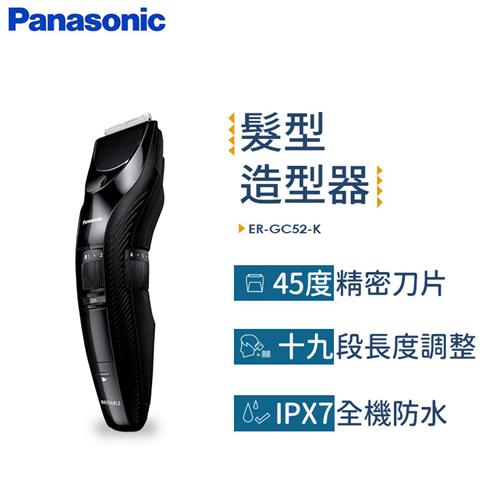 Panasonic
髮型
造型器
ER-GC52-K
45度精密刀片
十九段長度調整
IPX7全機防水
Panasonic
WASHABLE